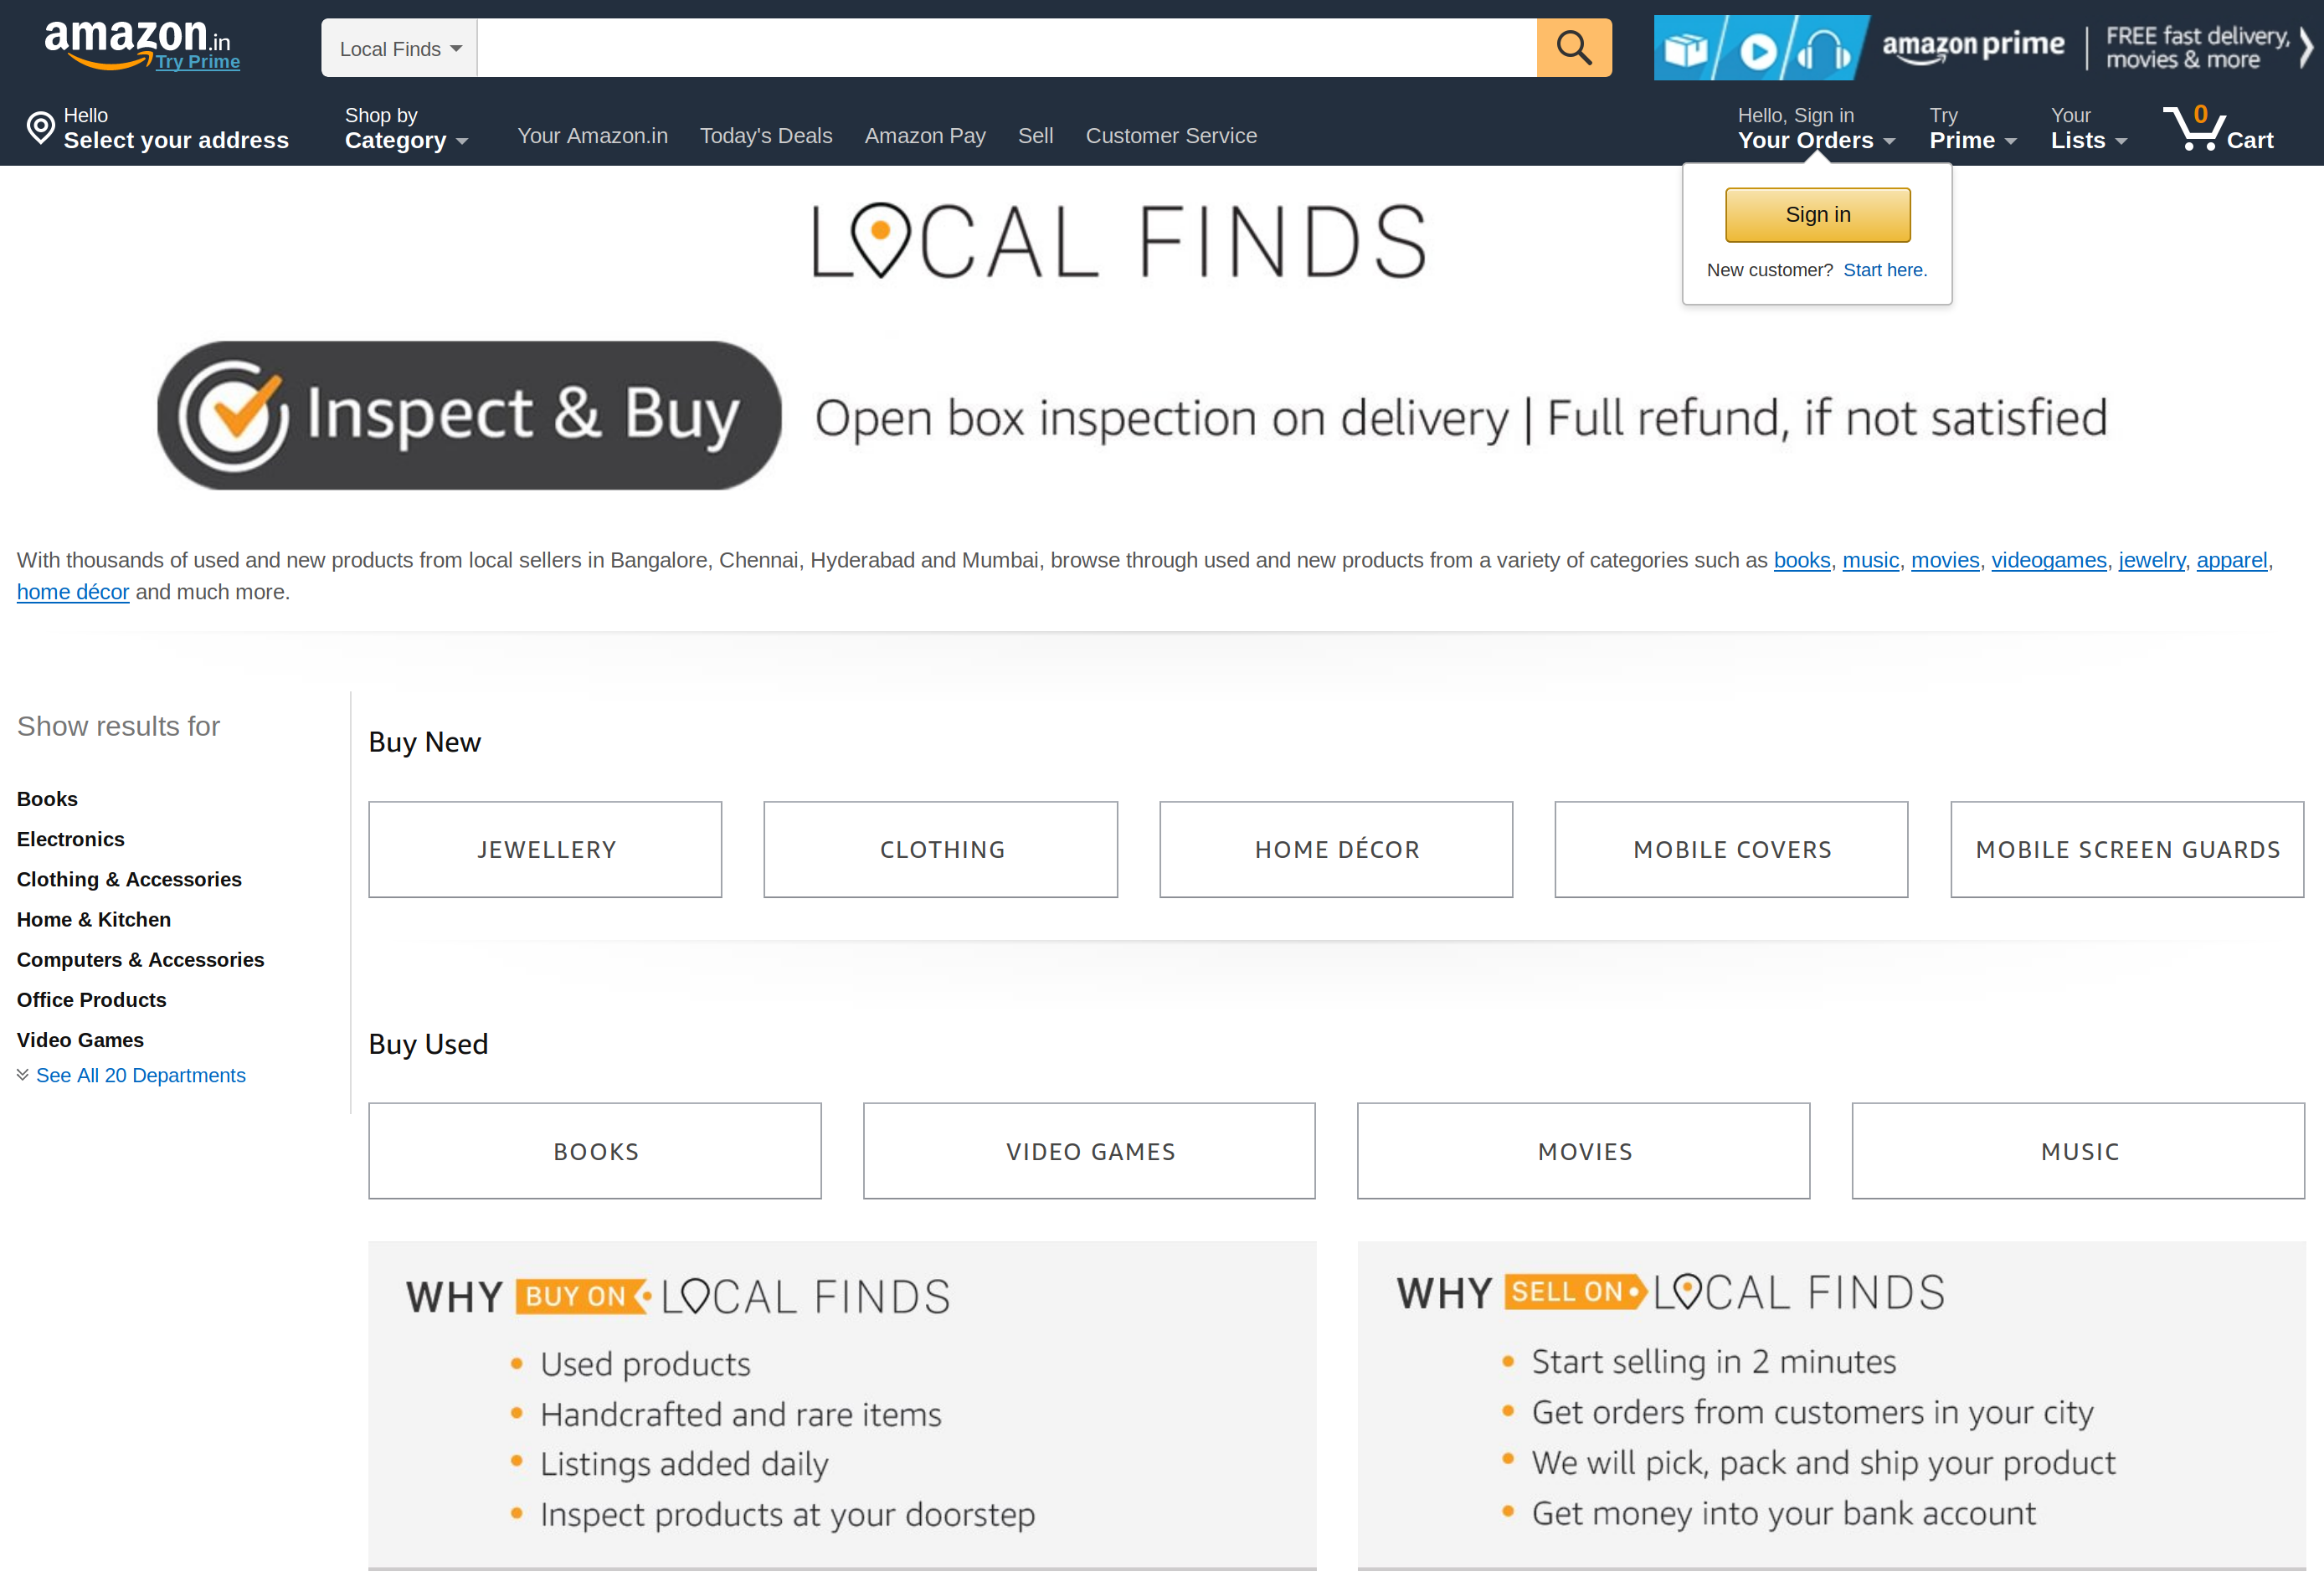 amazon.in
Try Prime
Local Finds
amazon prime
FREE fast delivery,
movies & more
Hello
Select your address
Shop by
Category
Your Amazon.in
Today's Deals
Amazon Pay
Sell
Customer Service
Hello, Sign in
Your Orders
Try
Prime
Your
Lists
0
Cart
Sign in
New customer? Start here.
LOCAL FINDS
Inspect & Buy
Open box inspection on delivery | Full refund, if not satisfied
With thousands of used and new products from local sellers in Bangalore, Chennai, Hyderabad and Mumbai, browse through used and new products from a variety of categories such as books, music, movies, videogames, jewelry, apparel,
home décor and much more.
Show results for
Books
Electronics
Clothing & Accessories
Home & Kitchen
Computers & Accessories
Office Products
Video Games
See All 20 Departments
Buy New
JEWELLERY
CLOTHING
HOME DÉCOR
MOBILE COVERS
MOBILE SCREEN GUARDS
Buy Used
BOOKS
VIDEO GAMES
MOVIES
MUSIC
WHY BUY ON LOCAL FINDS
Used products
Handcrafted and rare items
Listings added daily
Inspect products at your doorstep
WHY SELL ON LOCAL FINDS
Start selling in 2 minutes
Get orders from customers in your city
We will pick, pack and ship your product
Get money into your bank account